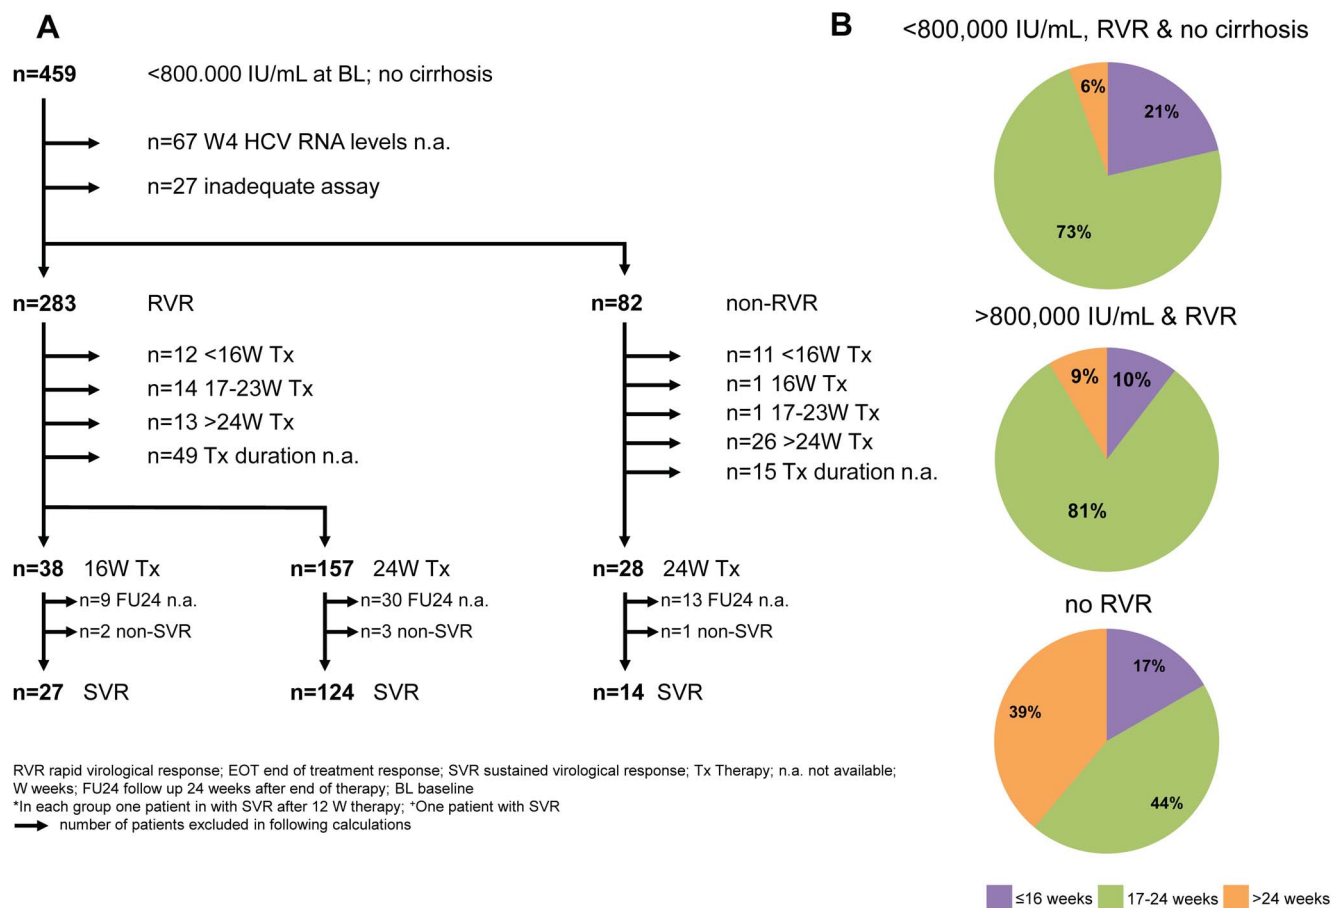 A
n=459 <800.000 IU/mL at BL; no cirrhosis
n=67 W4 HCV RNA levels n.a.
n=27 inadequate assay
n=283 RVR
n=82 non-RVR
n=12 <16W Tx
n=14 17-23W Tx
n=13 >24W Tx
n=49 Tx duration n.a.
n=11 <16W Tx
n=1 16W Tx
n=1 17-23W Tx
n=26 >24W Tx
n=15 Tx duration n.a.
n=38 16W Tx
n=9 FU24 n.a.
n=2 non-SVR
n=27 SVR
n=157 24W Tx
n=30 FU24 n.a.
n=3 non-SVR
n=124 SVR
n=28 24W Tx
n=13 FU24 n.a.
n=1 non-SVR
n=14 SVR
RVR rapid virological response; EOT end of treatment response; SVR sustained virological response; Tx Therapy; n.a. not available;
W weeks; FU24 follow up 24 weeks after end of therapy; BL baseline
*In each group one patient in with SVR after 12 W therapy; ⁺One patient with SVR
number of patients excluded in following calculations
B
<800,000 IU/mL, RVR & no cirrhosis
6%
21%
73%
>800,000 IU/mL & RVR
9%
10%
81%
no RVR
17%
39%
44%
≤16 weeks
17-24 weeks
>24 weeks